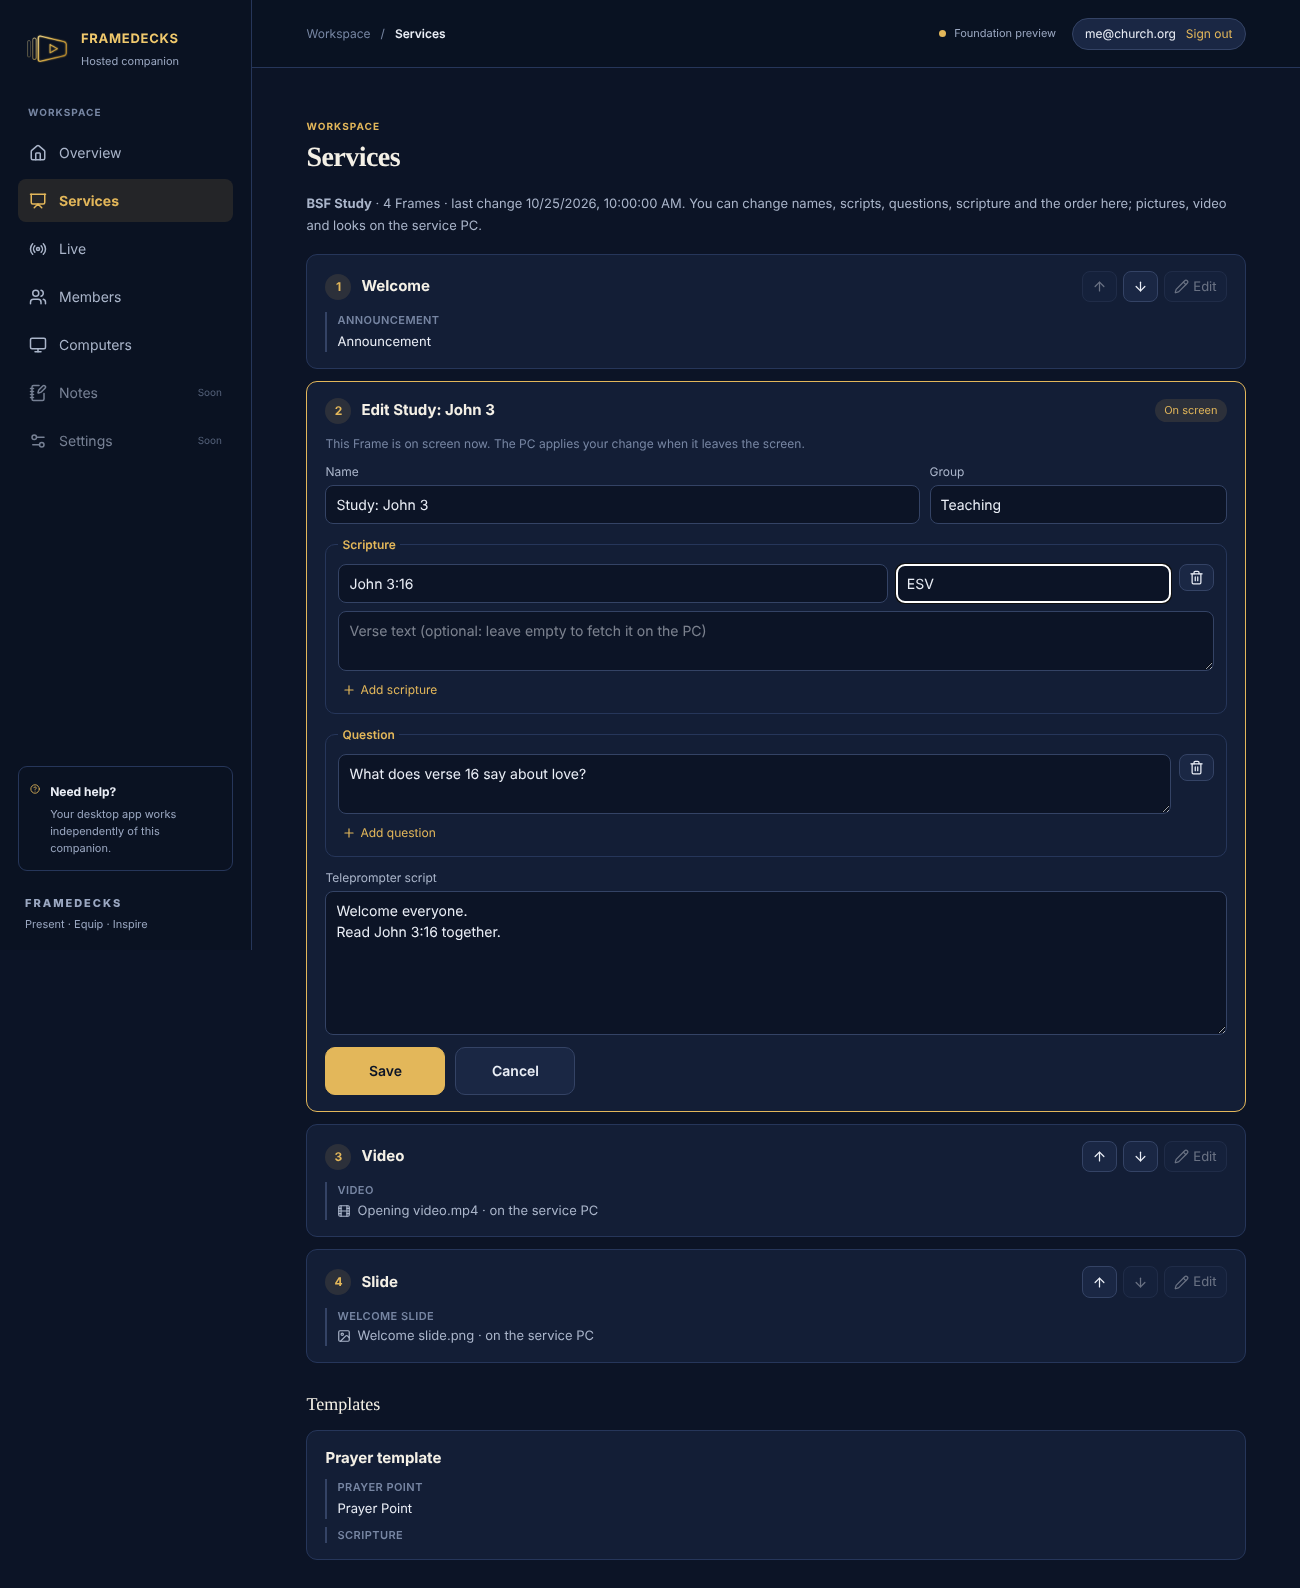 FRAMEDECKS
Hosted companion
WORKSPACE
Overview
Services
Live
Members
Computers
Notes Soon
Settings Soon
Need help?
Your desktop app works
independently of this
companion.
FRAMEDECKS
Present · Equip · Inspire
Workspace / Services
Foundation preview
me@church.org Sign out
WORKSPACE
Services
BSF Study · 4 Frames · last change 10/25/2026, 10:00:00 AM. You can change names, scripts, questions, scripture and the order here; pictures, video
and looks on the service PC.
1 Welcome Edit
ANNOUNCEMENT
Announcement
2 Edit Study: John 3 On screen
This Frame is on screen now. The PC applies your change when it leaves the screen.
Name Group
Study: John 3 Teaching
Scripture
John 3:16 ESV
Verse text (optional: leave empty to fetch it on the PC)
+ Add scripture
Question
What does verse 16 say about love?
+ Add question
Teleprompter script
Welcome everyone.
Read John 3:16 together.
Save Cancel
3 Video Edit
VIDEO
Opening video.mp4 · on the service PC
4 Slide Edit
WELCOME SLIDE
Welcome slide.png · on the service PC
Templates
Prayer template
PRAYER POINT
Prayer Point
SCRIPTURE